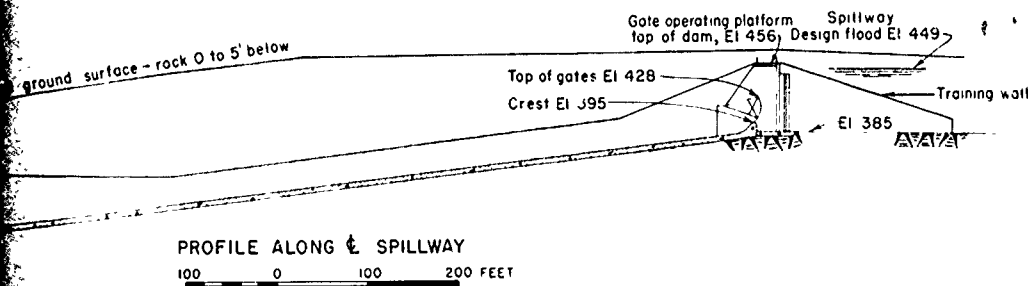 Gate operating platform
top of dam, El 456
Spillway
Design flood El 449
ground surface - rock 0 to 5' below
Top of gates El 428
Crest El 395
Training wall
El 385
PROFILE ALONG ℄ SPILLWAY
100 0 100 200 FEET